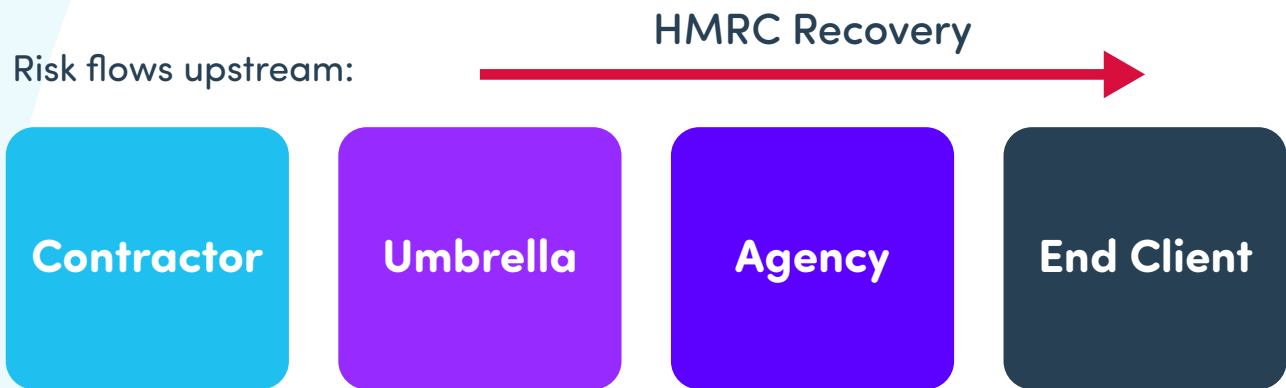 HMRC Recovery
Risk flows upstream:
Contractor
Umbrella
Agency
End Client